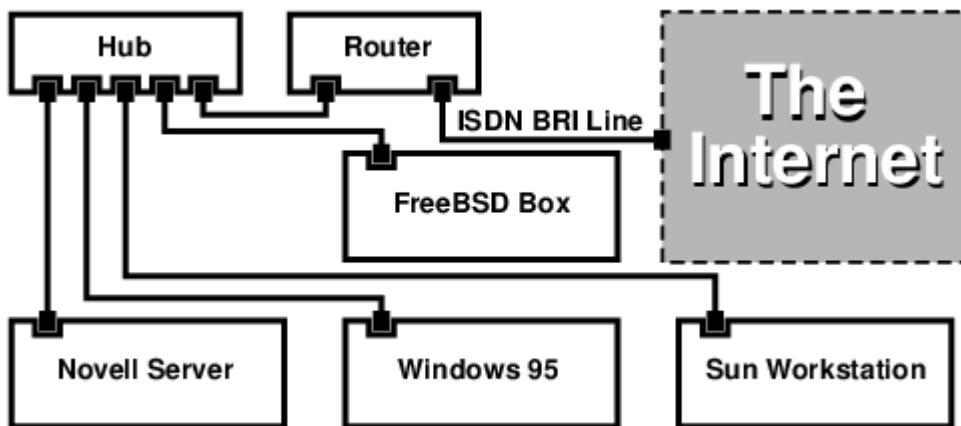 Hub
Router
The
Internet
ISDN BRI Line
FreeBSD Box
Novell Server
Windows 95
Sun Workstation